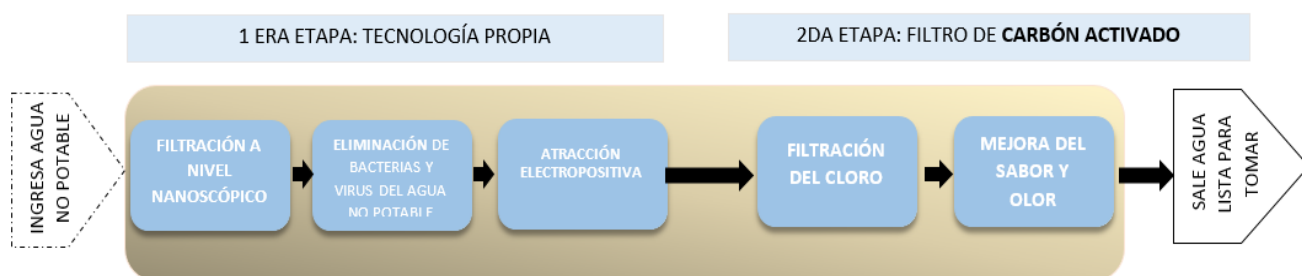 1 ERA ETAPA: TECNOLOGÍA PROPIA
2DA ETAPA: FILTRO DE CARBÓN ACTIVADO
INGRESA AGUA
NO POTABLE
FILTRACIÓN A
NIVEL
NANOSCÓPICO
ELIMINACIÓN DE
BACTERIAS Y
VIRUS DEL AGUA
NO POTABLE
ATRACCIÓN
ELECTROPOSITIVA
FILTRACIÓN
DEL CLORO
MEJORA DEL
SABOR Y
OLOR
SALE AGUA
LISTA PARA
TOMAR